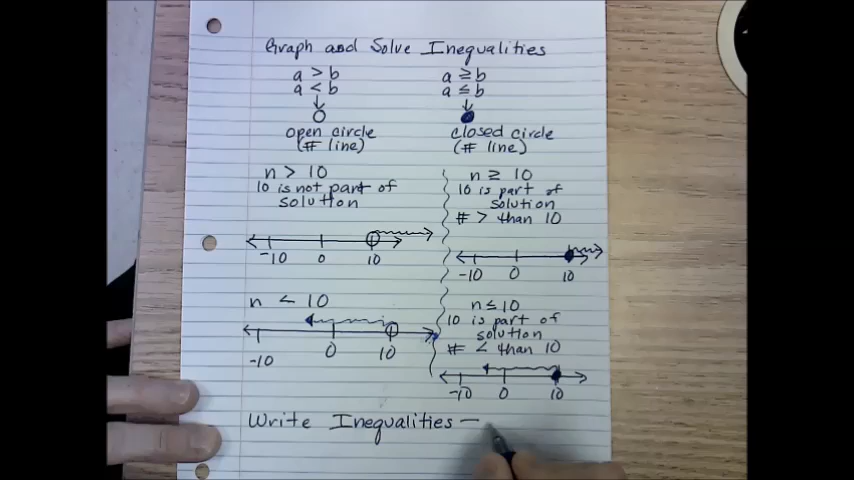 Graph and Solve Inequalities
a > b
a < b
open circle
(# line)
a ≥ b
a ≤ b
closed circle
(# line)
n > 10
10 is not part of
solution
-10 0 10
n < 10
-10 0 10
n ≥ 10
10 is part of
solution
# > than 10
-10 0 10
n ≤ 10
10 is part of
solution
# < than 10
-10 0 10
Write Inequalities —